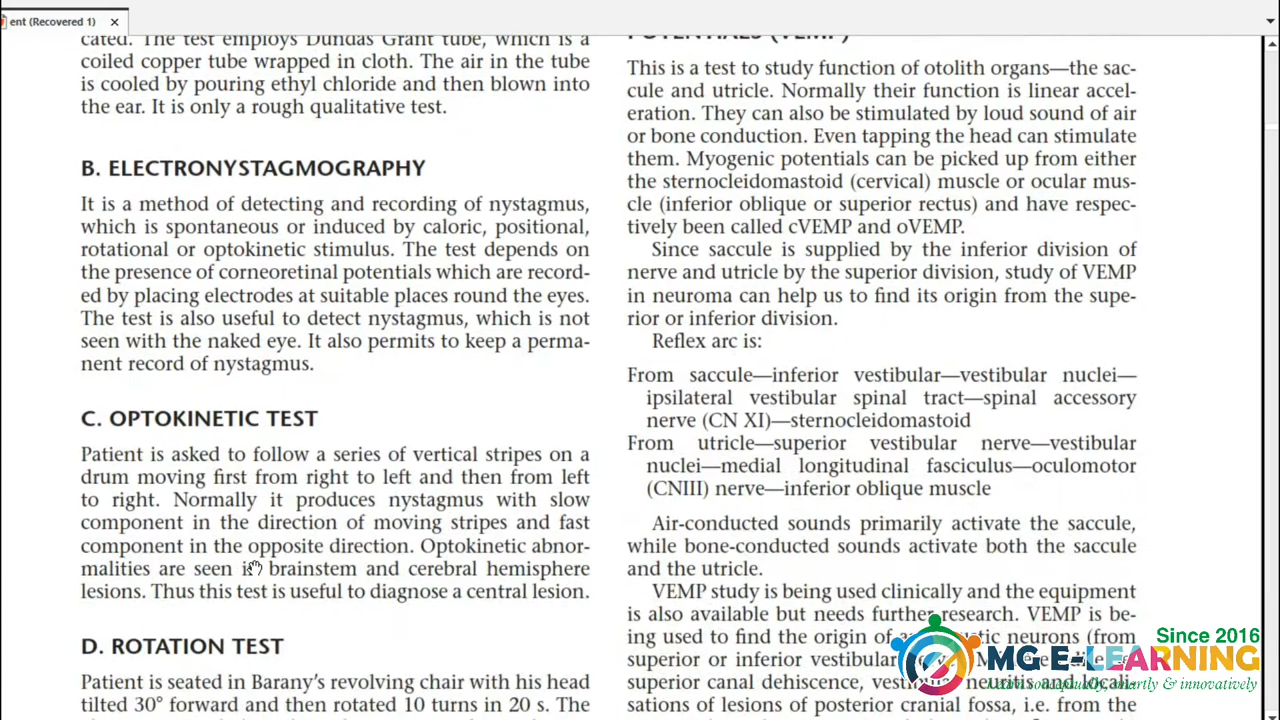 ent (Recovered 1)
cated. The test employs Dundas Grant tube, which is a
coiled copper tube wrapped in cloth. The air in the tube
is cooled by pouring ethyl chloride and then blown into
the ear. It is only a rough qualitative test.
B. ELECTRONYSTAGMOGRAPHY
It is a method of detecting and recording of nystagmus,
which is spontaneous or induced by caloric, positional,
rotational or optokinetic stimulus. The test depends on
the presence of corneoretinal potentials which are record-
ed by placing electrodes at suitable places round the eyes.
The test is also useful to detect nystagmus, which is not
seen with the naked eye. It also permits to keep a perma-
nent record of nystagmus.
C. OPTOKINETIC TEST
Patient is asked to follow a series of vertical stripes on a
drum moving first from right to left and then from left
to right. Normally it produces nystagmus with slow
component in the direction of moving stripes and fast
component in the opposite direction. Optokinetic abnor-
malities are seen in brainstem and cerebral hemisphere
lesions. Thus this test is useful to diagnose a central lesion.
D. ROTATION TEST
Patient is seated in Barany's revolving chair with his head
tilted 30° forward and then rotated 10 turns in 20 s. The
POTENTIALS (VEMP)
This is a test to study function of otolith organs—the sac-
cule and utricle. Normally their function is linear accel-
eration. They can also be stimulated by loud sound of air
or bone conduction. Even tapping the head can stimulate
them. Myogenic potentials can be picked up from either
the sternocleidomastoid (cervical) muscle or ocular mus-
cle (inferior oblique or superior rectus) and have respec-
tively been called cVEMP and oVEMP.
Since saccule is supplied by the inferior division of
nerve and utricle by the superior division, study of VEMP
in neuroma can help us to find its origin from the supe-
rior or inferior division.
Reflex arc is:
From saccule—inferior vestibular—vestibular nuclei—
ipsilateral vestibular spinal tract—spinal accessory
nerve (CN XI)—sternocleidomastoid
From utricle—superior vestibular nerve—vestibular
nuclei—medial longitudinal fasciculus—oculomotor
(CNIII) nerve—inferior oblique muscle
Air-conducted sounds primarily activate the saccule,
while bone-conducted sounds activate both the saccule
and the utricle.
VEMP study is being used clinically and the equipment
is also available but needs further research. VEMP is be-
ing used to find the origin of neurons (from
superior or inferior vestibular
superior canal dehiscence, neuritis and
sations of lesions of posterior cranial fossa, i.e. from the
Since 2016
MG E-LEARNING
Learn conceptually, smartly & innovatively